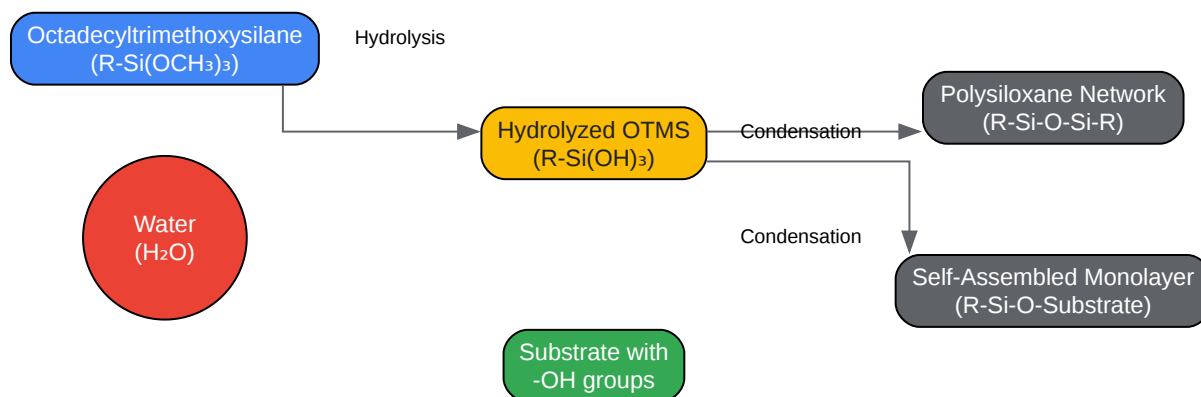 Octadecyltrimethoxysilane
(R-Si(OCH₃)₃)
Hydrolysis
Polysiloxane Network
(R-Si-O-Si-R)
Hydrolyzed OTMS
(R-Si(OH)₃)
Condensation
Water
(H₂O)
Condensation
Self-Assembled Monolayer
(R-Si-O-Substrate)
Substrate with
-OH groups